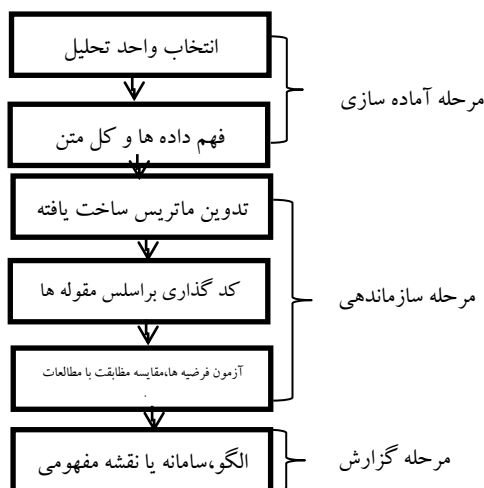 انتخاب واحد تحلیل
مرحله آماده سازی
فهم داده ها و کل متن
تدوین ماتریس ساخت یافته
کد گذاری براسلس مقوله ها
مرحله سازماندهی
آزمون فرضیه ها،مقایسه مظابقت با مطالعات
.
الگو،سامانه یا نقشه مفهومی
مرحله گزارش